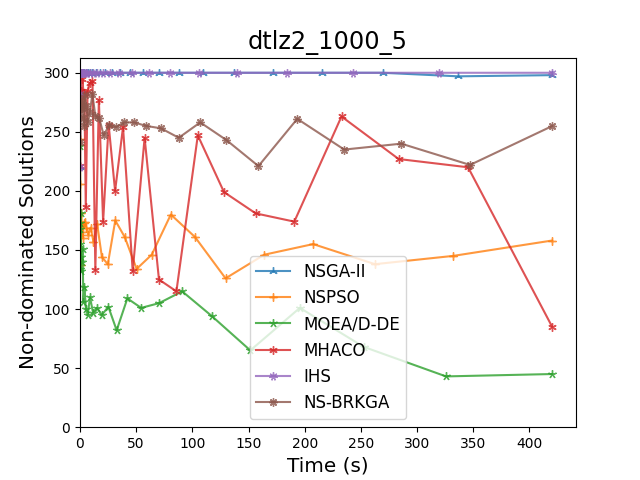 dtlz2_1000_5
Non-dominated Solutions
300
250
200
150
100
50
0
NSGA-II
NSPSO
MOEA/D-DE
MHACO
IHS
NS-BRKGA
0 50 100 150 200 250 300 350 400
Time (s)